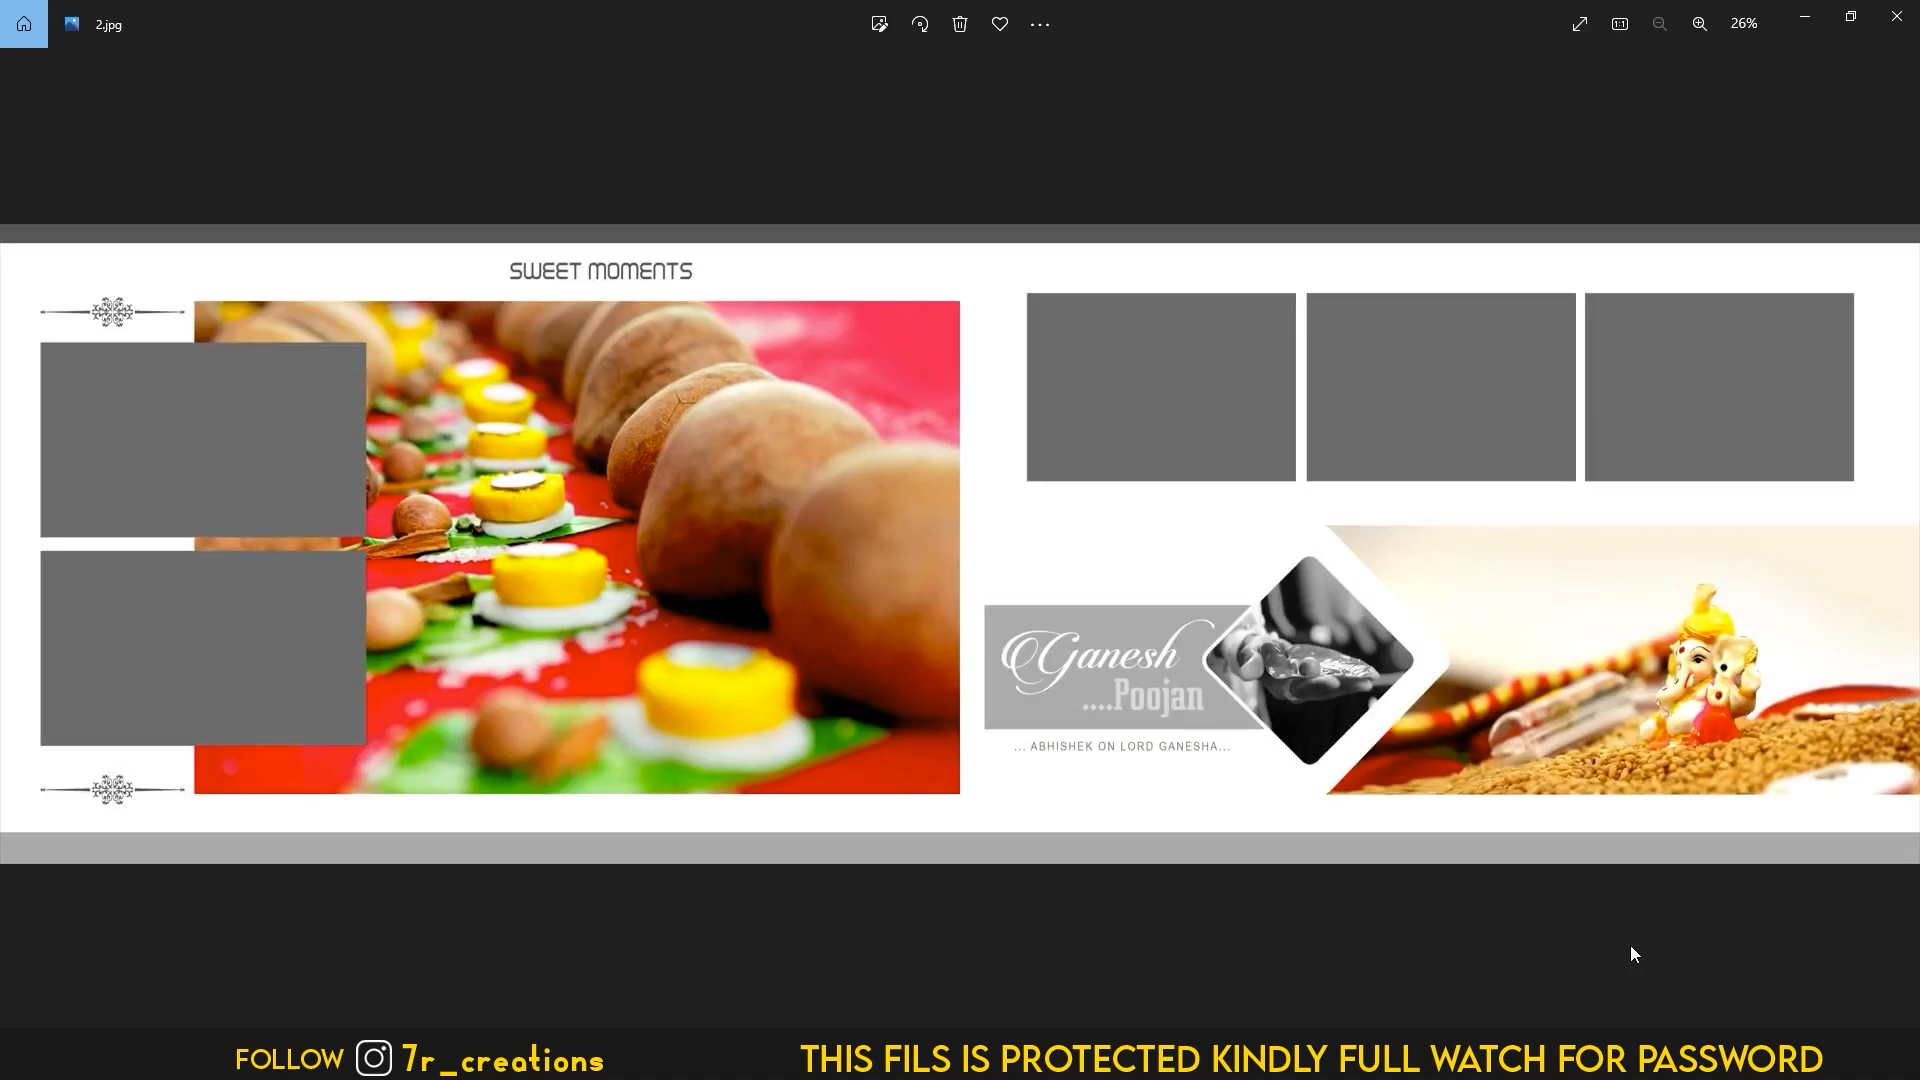 2.jpg
26%
SWEET MOMENTS
Ganesh
....Poojan
... ABHISHEK ON LORD GANESHA...
FOLLOW 7r_creations
THIS FILS IS PROTECTED KINDLY FULL WATCH FOR PASSWORD